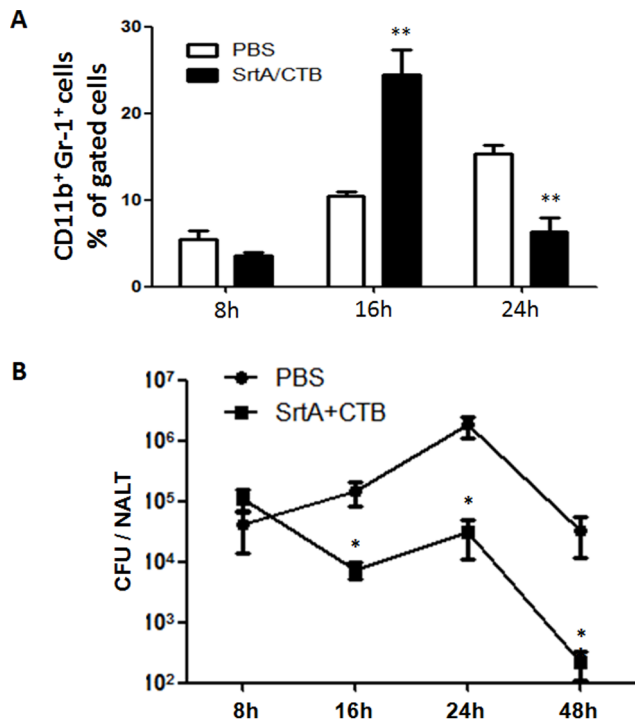 A
CD11b⁺ Gr-1⁺ cells
% of gated cells
30
20
10
0
PBS
SrtA/CTB
**
**
8h
16h
24h
B
CFU / NALT
10⁷
10⁶
10⁵
10⁴
10³
10²
PBS
SrtA+CTB
*
*
*
8h
16h
24h
48h